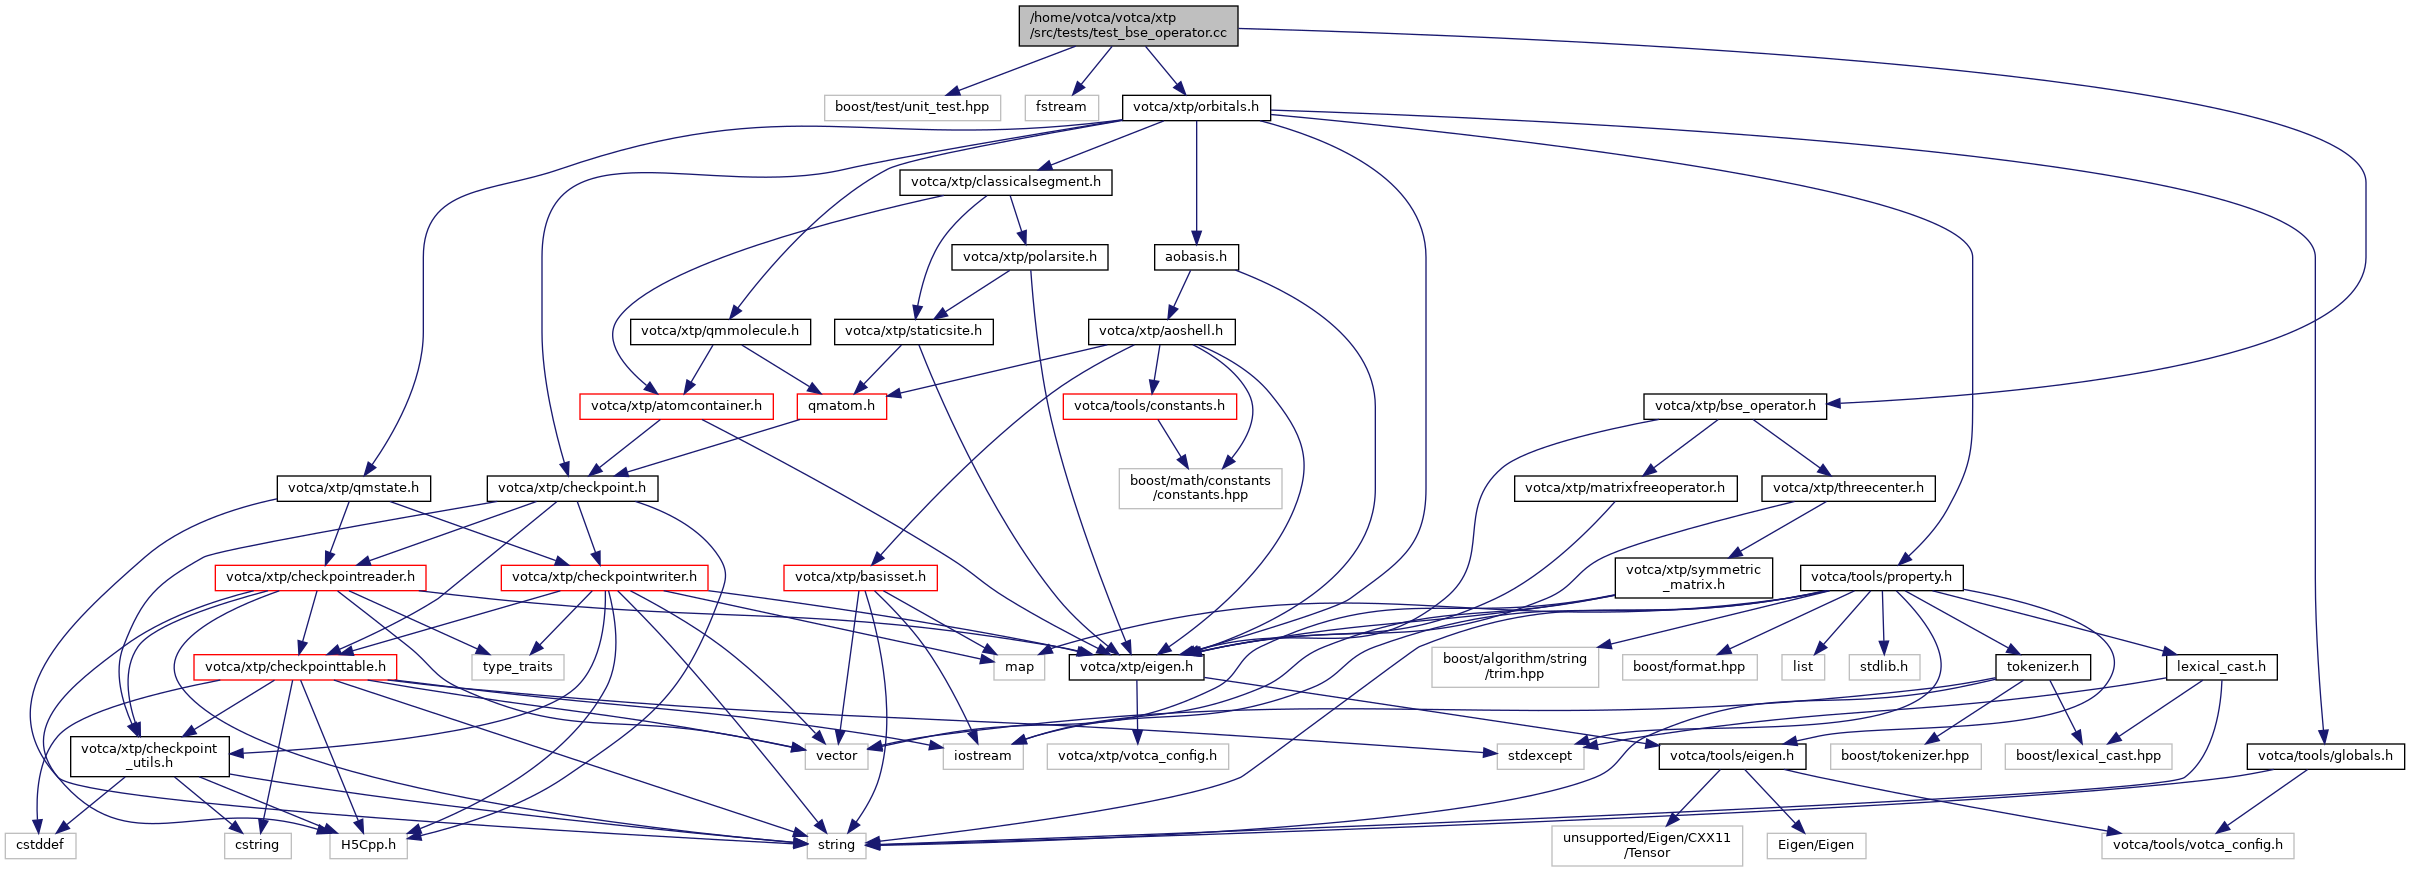 /home/votca/votca/xtp
/src/tests/test_bse_operator.cc
boost/test/unit_test.hpp
fstream
votca/xtp/orbitals.h
votca/xtp/classicalsegment.h
votca/xtp/polarsite.h
aobasis.h
votca/xtp/qmmolecule.h
votca/xtp/staticsite.h
votca/xtp/aoshell.h
votca/xtp/atomcontainer.h
qmatom.h
votca/tools/constants.h
votca/xtp/bse_operator.h
votca/xtp/qmstate.h
votca/xtp/checkpoint.h
boost/math/constants
/constants.hpp
votca/xtp/matrixfreeoperator.h
votca/xtp/threecenter.h
votca/xtp/checkpointreader.h
votca/xtp/checkpointwriter.h
votca/xtp/basisset.h
votca/xtp/symmetric
_matrix.h
votca/tools/property.h
votca/xtp/checkpointtable.h
type_traits
map
votca/xtp/eigen.h
boost/algorithm/string
/trim.hpp
boost/format.hpp
list
stdlib.h
tokenizer.h
lexical_cast.h
votca/xtp/checkpoint
_utils.h
vector
iostream
votca/xtp/votca_config.h
stdexcept
votca/tools/eigen.h
boost/tokenizer.hpp
boost/lexical_cast.hpp
votca/tools/globals.h
cstddef
cstring
H5Cpp.h
string
unsupported/Eigen/CXX11
/Tensor
Eigen/Eigen
votca/tools/votca_config.h